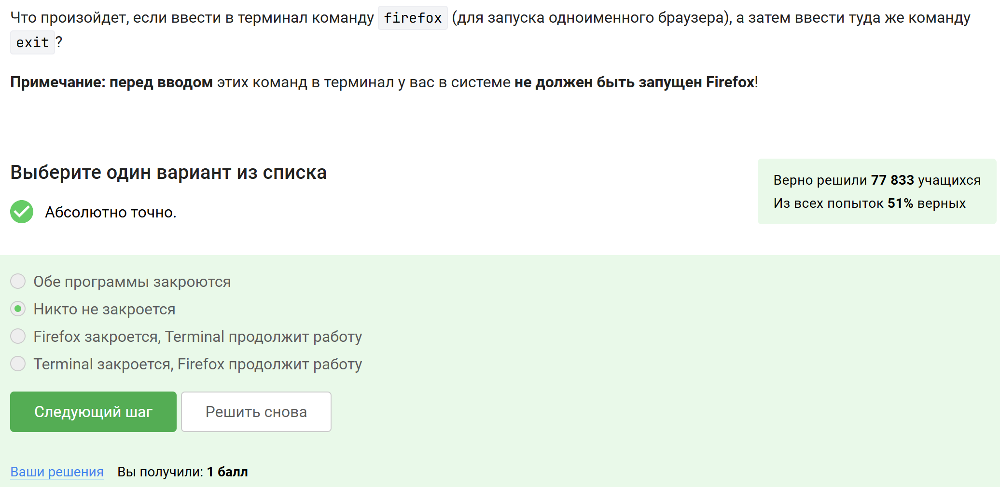 Что произойдет, если ввести в терминал команду firefox (для запуска одноименного браузера), а затем ввести туда же команду
exit ?
Примечание: перед вводом этих команд в терминал у вас в системе не должен быть запущен Firefox!
Выберите один вариант из списка
Верно решили 77 833 учащихся
Из всех попыток 51% верных
Абсолютно точно.
Обе программы закроются
Никто не закроется
Firefox закроется, Terminal продолжит работу
Terminal закроется, Firefox продолжит работу
Следующий шаг Решить снова
Ваши решения Вы получили: 1 балл